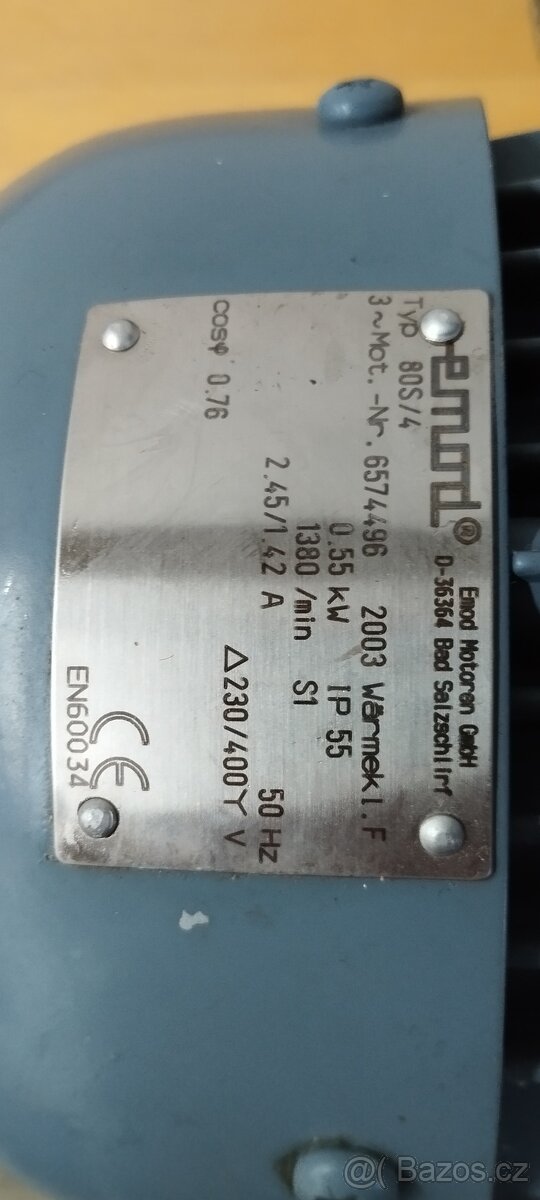 emod®
Emod Motoren GmbH
D-36364 Bad Salzschlirf
Typ 80S/4
3~Mot.-Nr. 6574496 2003 Wärmekl.F
0.55 kW IP 55
1380 /min S1
2.45/1.42 A 50 Hz
Δ230/400Y V
cosφ 0.76
CE
EN60034
@( Bazos.cz